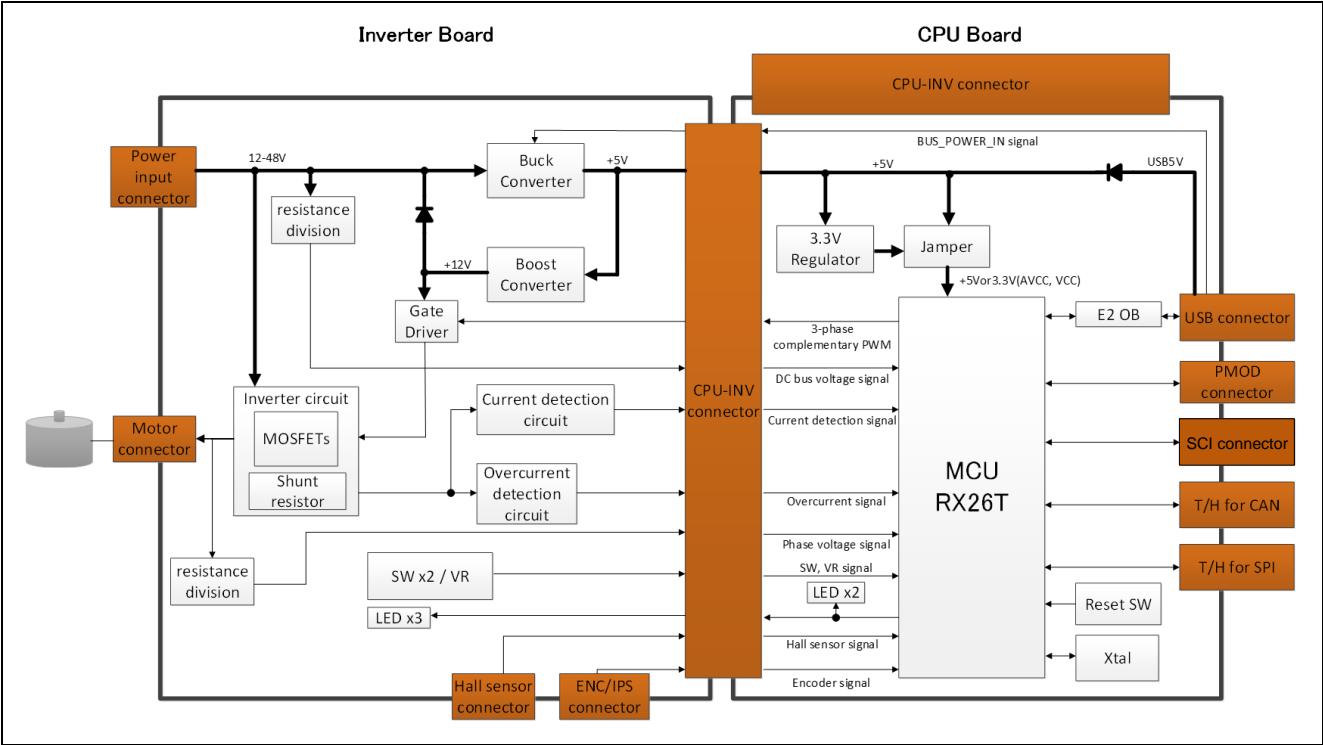 Inverter Board
CPU Board
CPU-INV connector
BUS_POWER_IN signal
Power
input
connector
12-48V
Buck
Converter
+5V
+5V
USB5V
resistance
division
3.3V
Regulator
Jamper
+12V
Boost
Converter
+5Vor3.3V(AVCC, VCC)
Gate
Driver
3-phase
complementary PWM
E2 OB
USB connector
DC bus voltage signal
PMOD
connector
CPU-INV
connector
Inverter circuit
MOSFETs
Shunt
resistor
Current detection
circuit
Current detection signal
Motor
connector
SCI connector
MCU
RX26T
Overcurrent
detection
circuit
Overcurrent signal
T/H for CAN
Phase voltage signal
resistance
division
SW x2 / VR
SW, VR signal
T/H for SPI
LED x2
LED x3
Reset SW
Hall sensor signal
Xtal
Hall sensor
connector
ENC/IPS
connector
Encoder signal